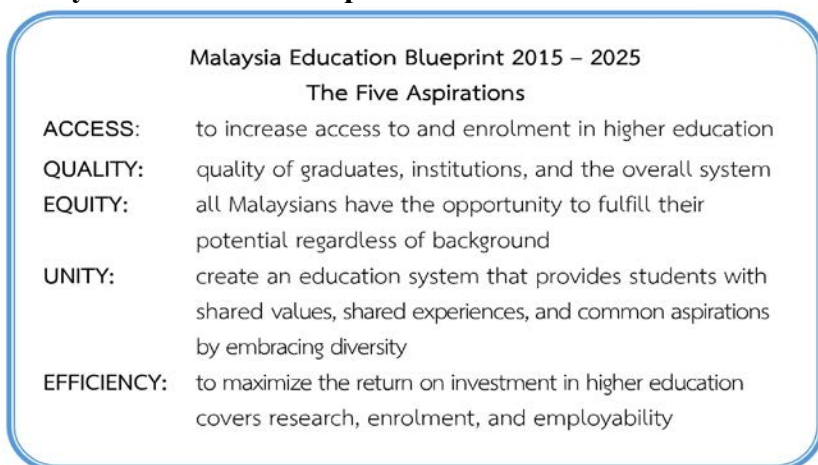 Malaysia Education Blueprint 2015 – 2025
The Five Aspirations
ACCESS: to increase access to and enrolment in higher education
QUALITY: quality of graduates, institutions, and the overall system
EQUITY: all Malaysians have the opportunity to fulfill their
potential regardless of background
UNITY: create an education system that provides students with
shared values, shared experiences, and common aspirations
by embracing diversity
EFFICIENCY: to maximize the return on investment in higher education
covers research, enrolment, and employability